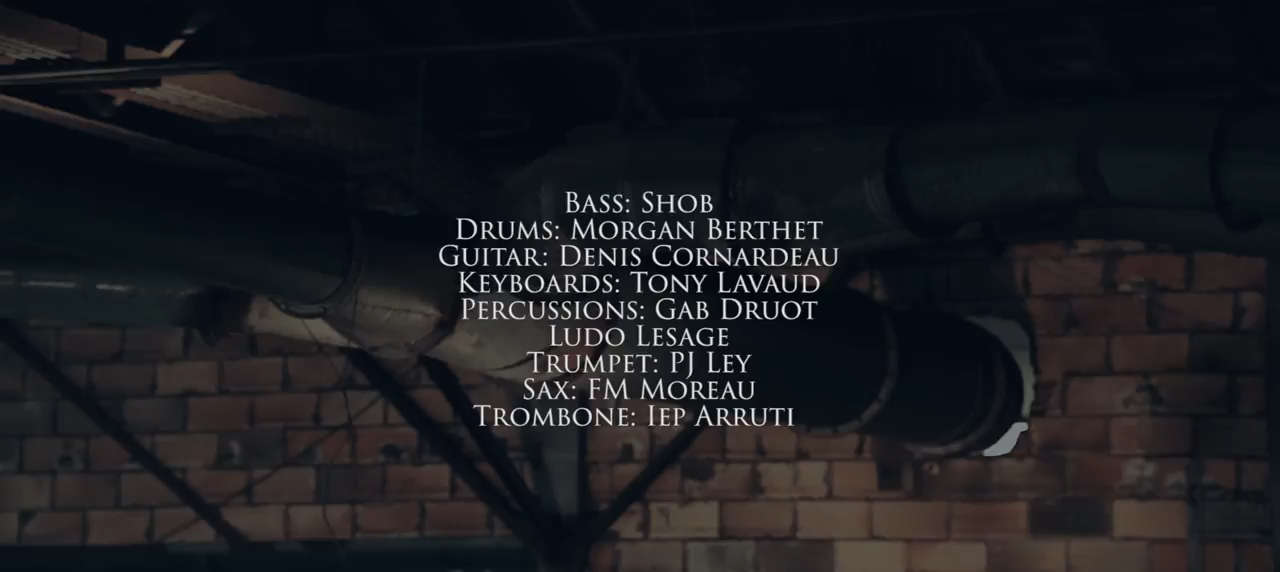 Bass: Shob
Drums: Morgan Berthet
Guitar: Denis Cornardeau
Keyboards: Tony Lavaud
Percussions: Gab Druot
Ludo Lesage
Trumpet: PJ Ley
Sax: FM Moreau
Trombone: Iep Arruti